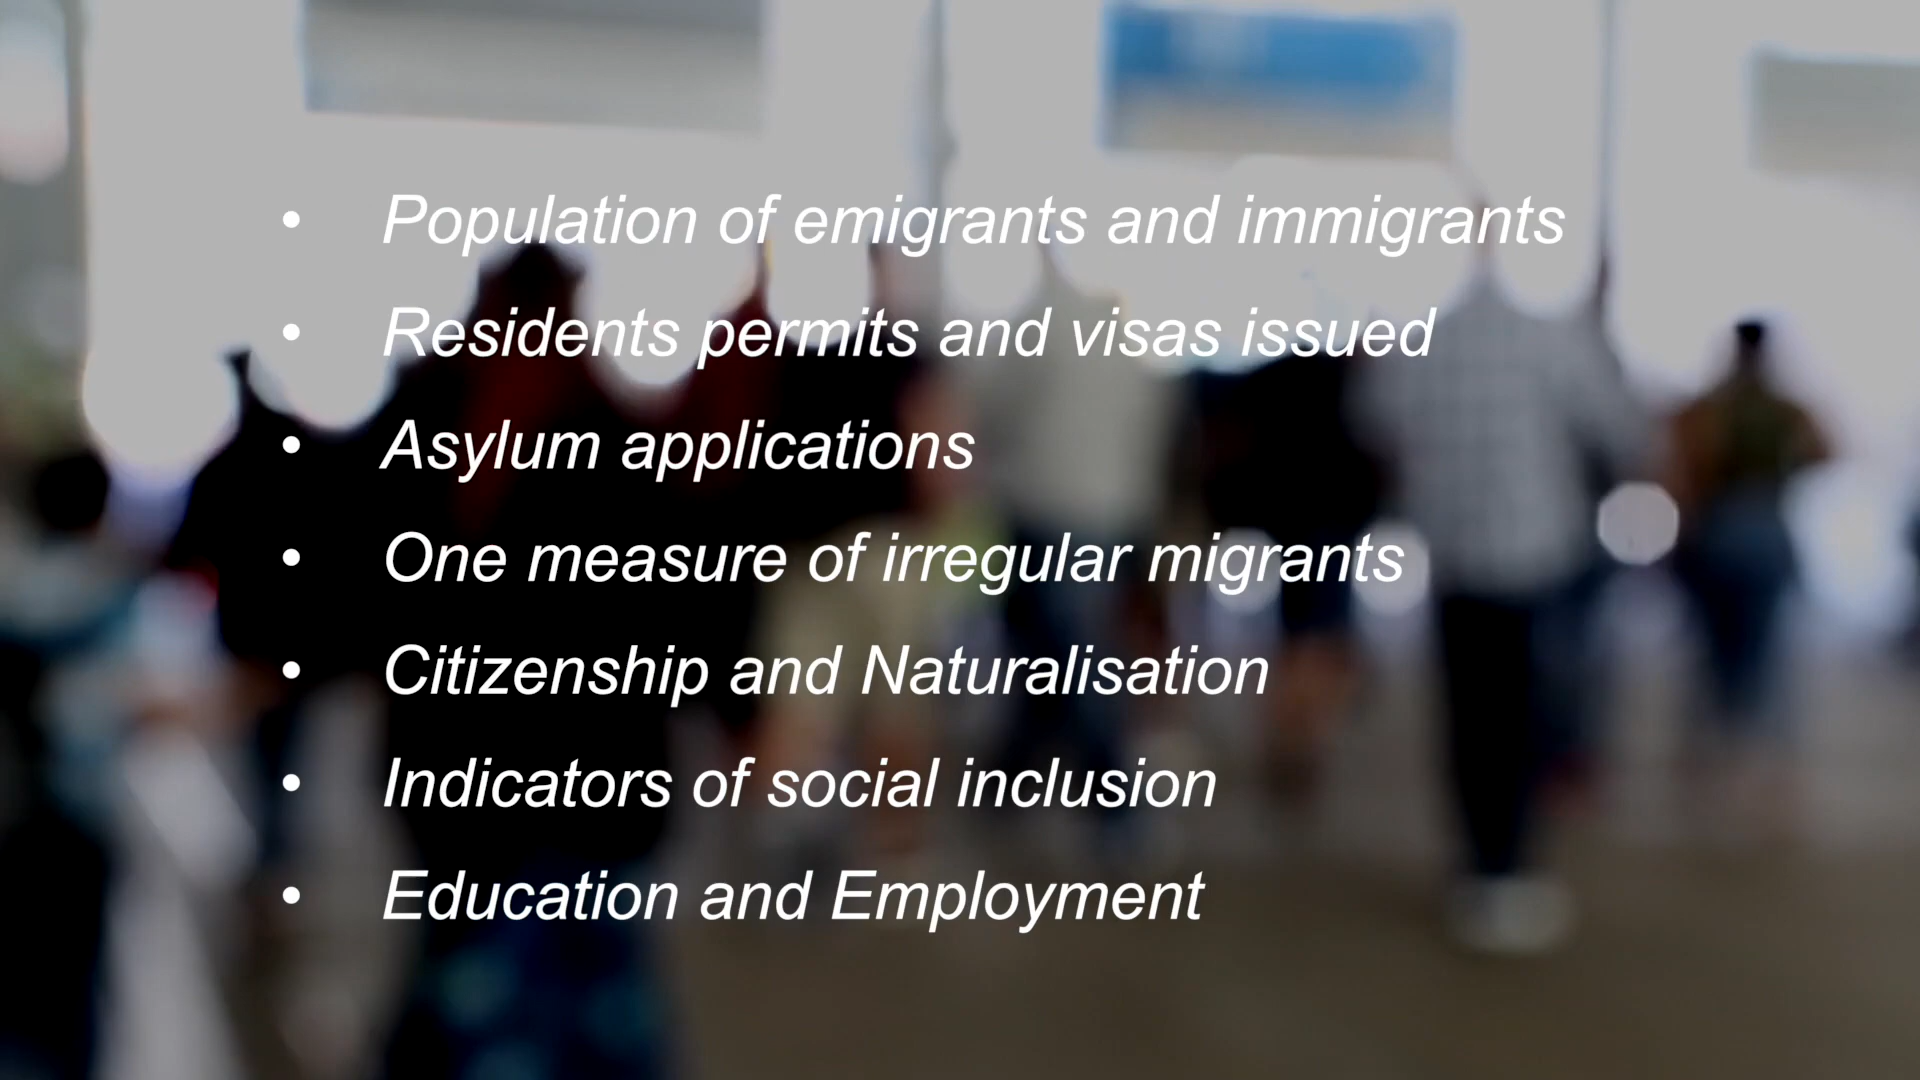 • Population of emigrants and immigrants
• Residents permits and visas issued
• Asylum applications
• One measure of irregular migrants
• Citizenship and Naturalisation
• Indicators of social inclusion
• Education and Employment